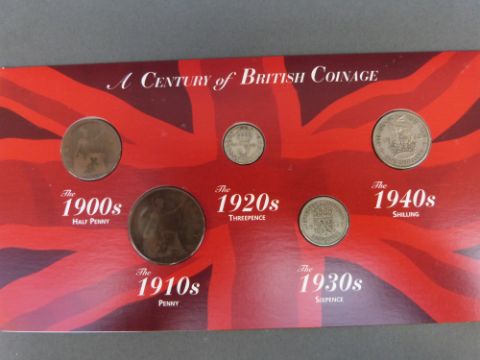 A Century of British Coinage
The
1900s
Half Penny
The
1910s
Penny
The
1920s
Threepence
The
1930s
Sixpence
The
1940s
Shilling